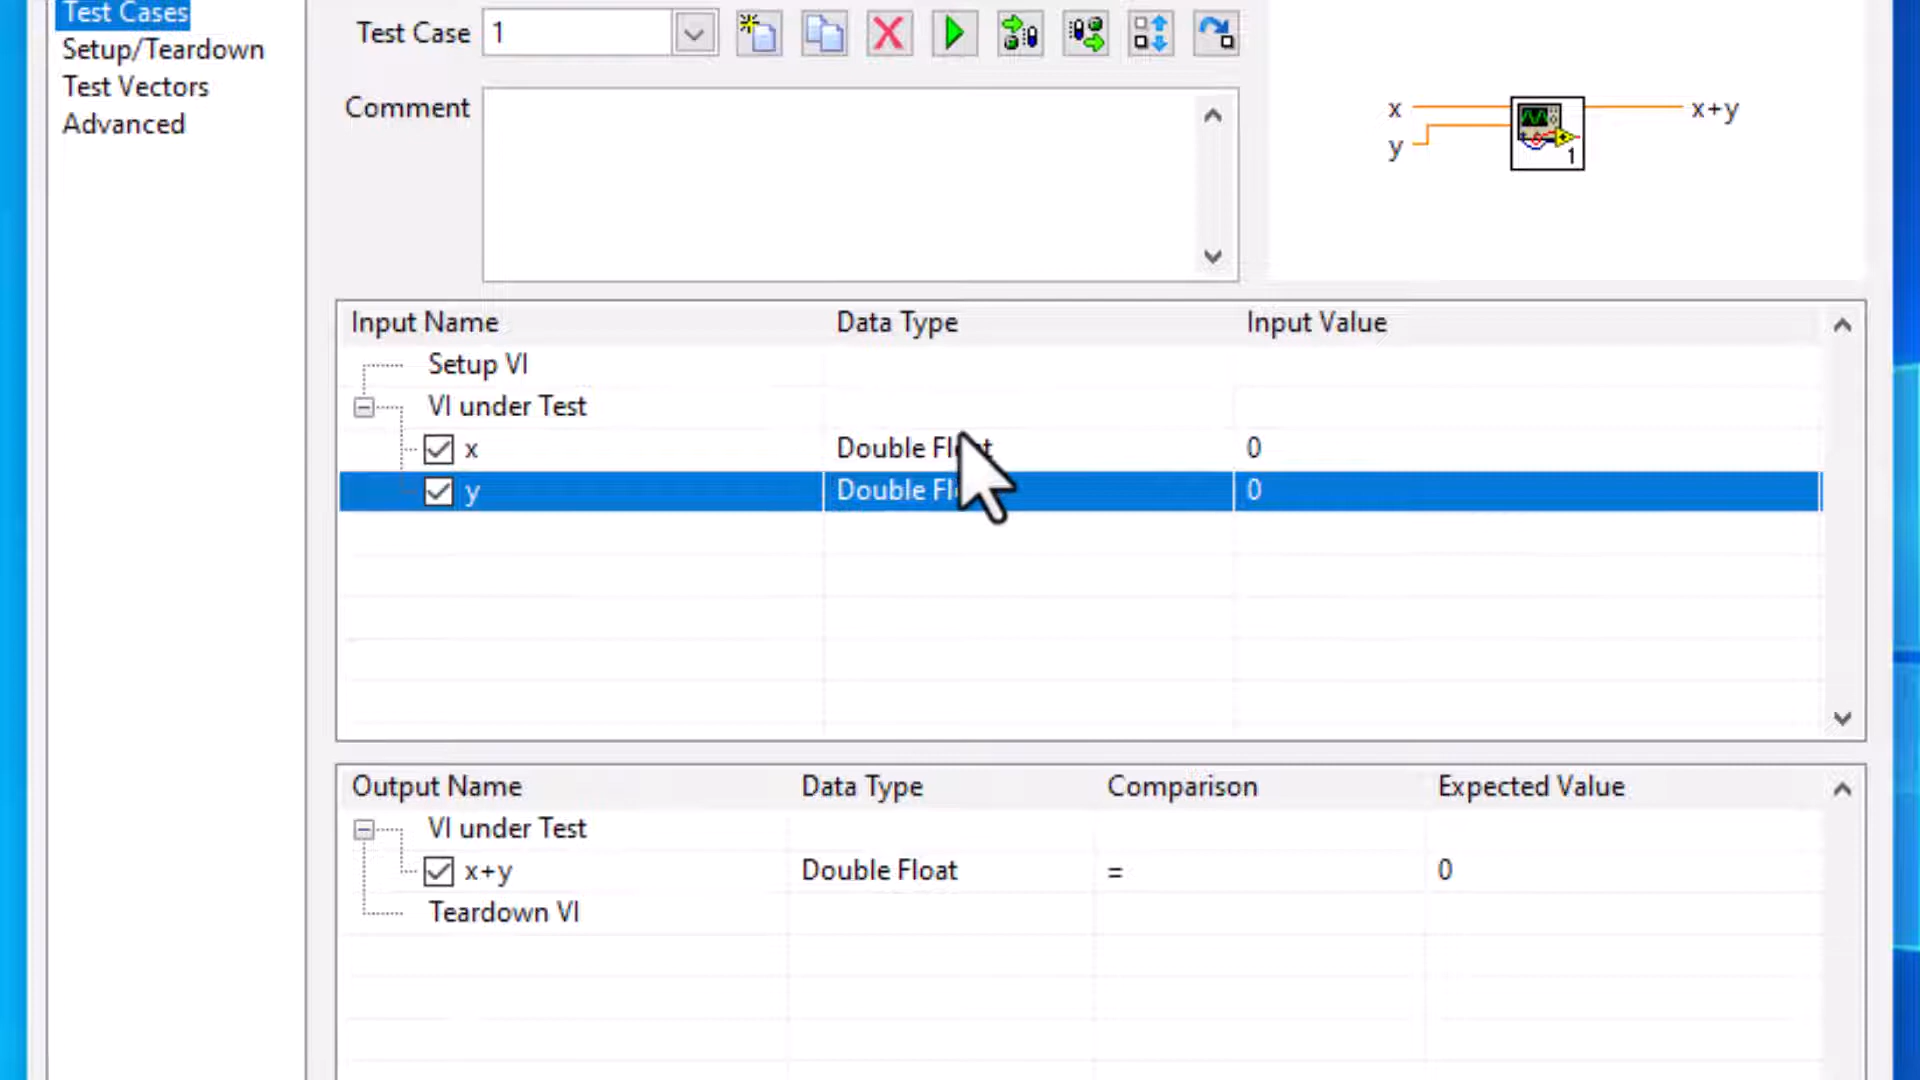 Test Cases
Setup/Teardown
Test Vectors
Advanced
Test Case 1
Comment
x
y
x+y
1
Input Name Data Type Input Value
Setup VI
VI under Test
x Double 0
y Double 0
Output Name Data Type Comparison Expected Value
VI under Test
x+y Double Float = 0
Teardown VI